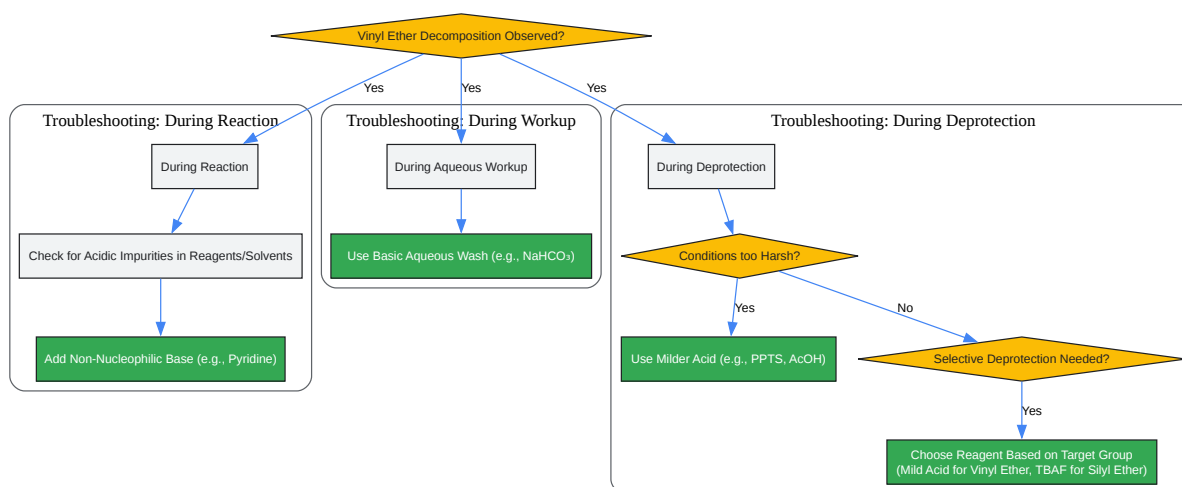 Vinyl Ether Decomposition Observed?
Yes
Yes
Yes
Troubleshooting: During Reaction
Troubleshooting: During Workup
Troubleshooting: During Deprotection
During Reaction
During Aqueous Workup
During Deprotection
Check for Acidic Impurities in Reagents/Solvents
Use Basic Aqueous Wash (e.g., NaHCO₃)
Conditions too Harsh?
Yes
No
Add Non-Nucleophilic Base (e.g., Pyridine)
Use Milder Acid (e.g., PPTS, AcOH)
Selective Deprotection Needed?
Yes
Choose Reagent Based on Target Group
(Mild Acid for Vinyl Ether, TBAF for Silyl Ether)